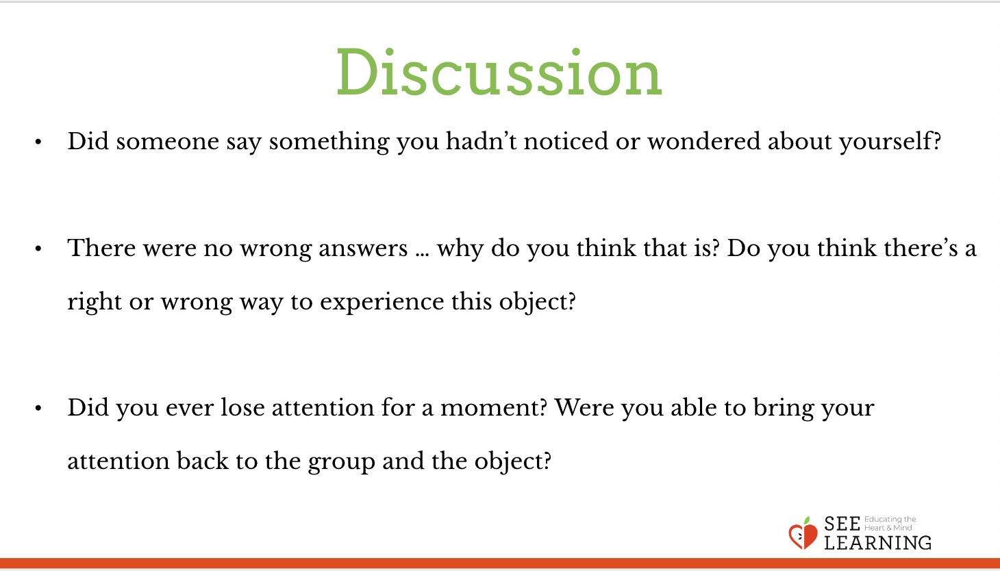 Discussion
• Did someone say something you hadn’t noticed or wondered about yourself?
• There were no wrong answers ... why do you think that is? Do you think there’s a
right or wrong way to experience this object?
• Did you ever lose attention for a moment? Were you able to bring your
attention back to the group and the object?
SEE Educating the
Heart & Mind
LEARNING